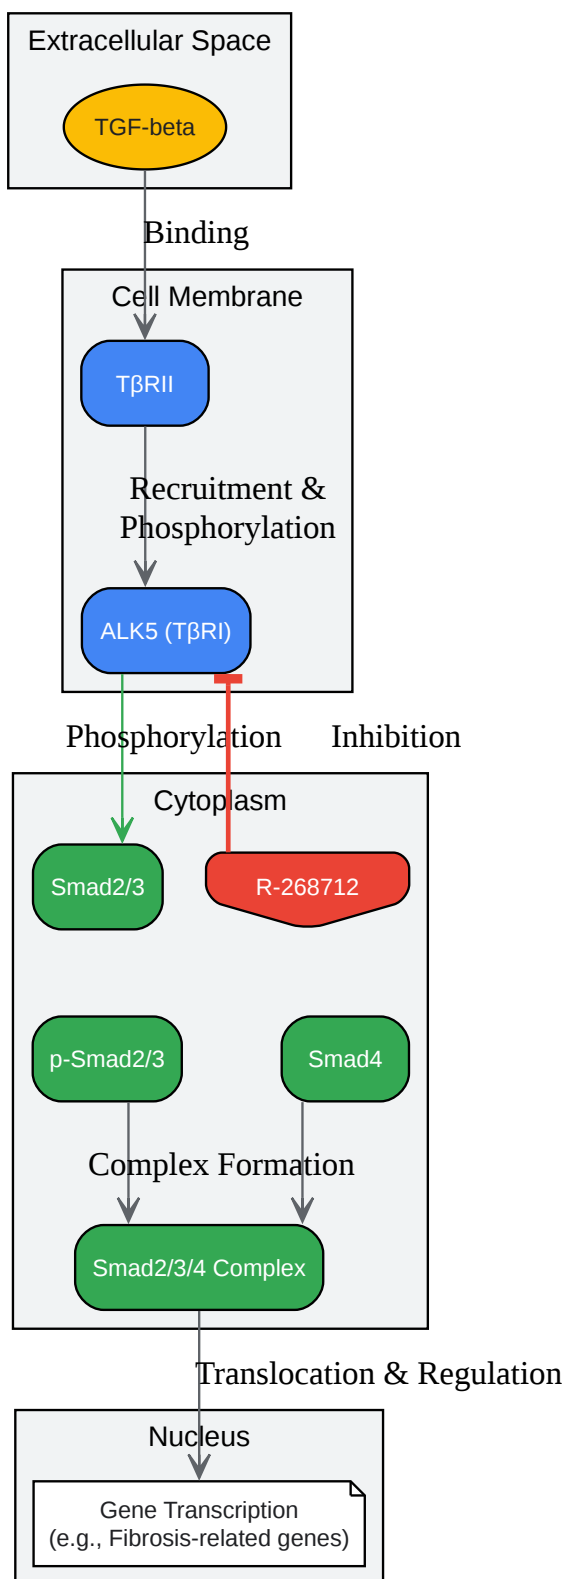 Extracellular Space
TGF-beta
Binding
Cell Membrane
TβRII
Recruitment &
Phosphorylation
ALK5 (TβRI)
Phosphorylation
Inhibition
Cytoplasm
Smad2/3
R-268712
p-Smad2/3
Smad4
Complex Formation
Smad2/3/4 Complex
Translocation & Regulation
Nucleus
Gene Transcription
(e.g., Fibrosis-related genes)